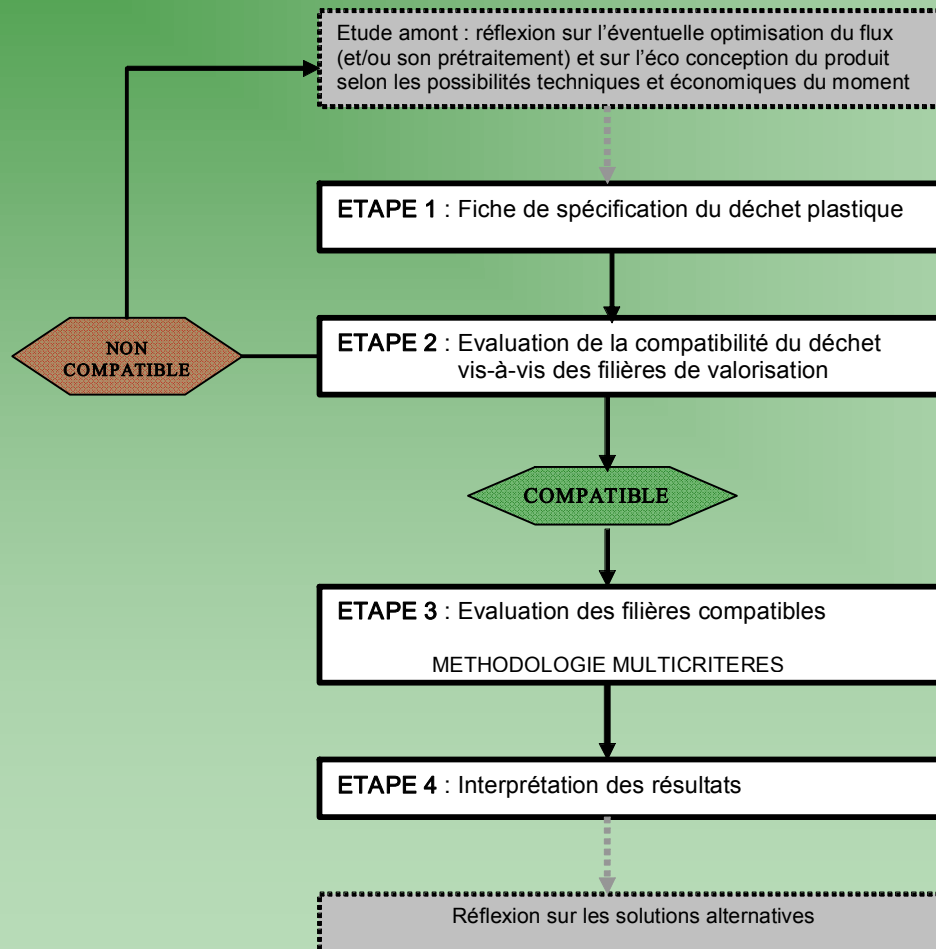 Etude amont : réflexion sur l'éventuelle optimisation du flux
(et/ou son prétraitement) et sur l'éco conception du produit
selon les possibilités techniques et économiques du moment
ETAPE 1 : Fiche de spécification du déchet plastique
ETAPE 2 : Evaluation de la compatibilité du déchet
vis-à-vis des filières de valorisation
NON
COMPATIBLE
COMPATIBLE
ETAPE 3 : Evaluation des filières compatibles
METHODOLOGIE MULTICRITERES
ETAPE 4 : Interprétation des résultats
Réflexion sur les solutions alternatives